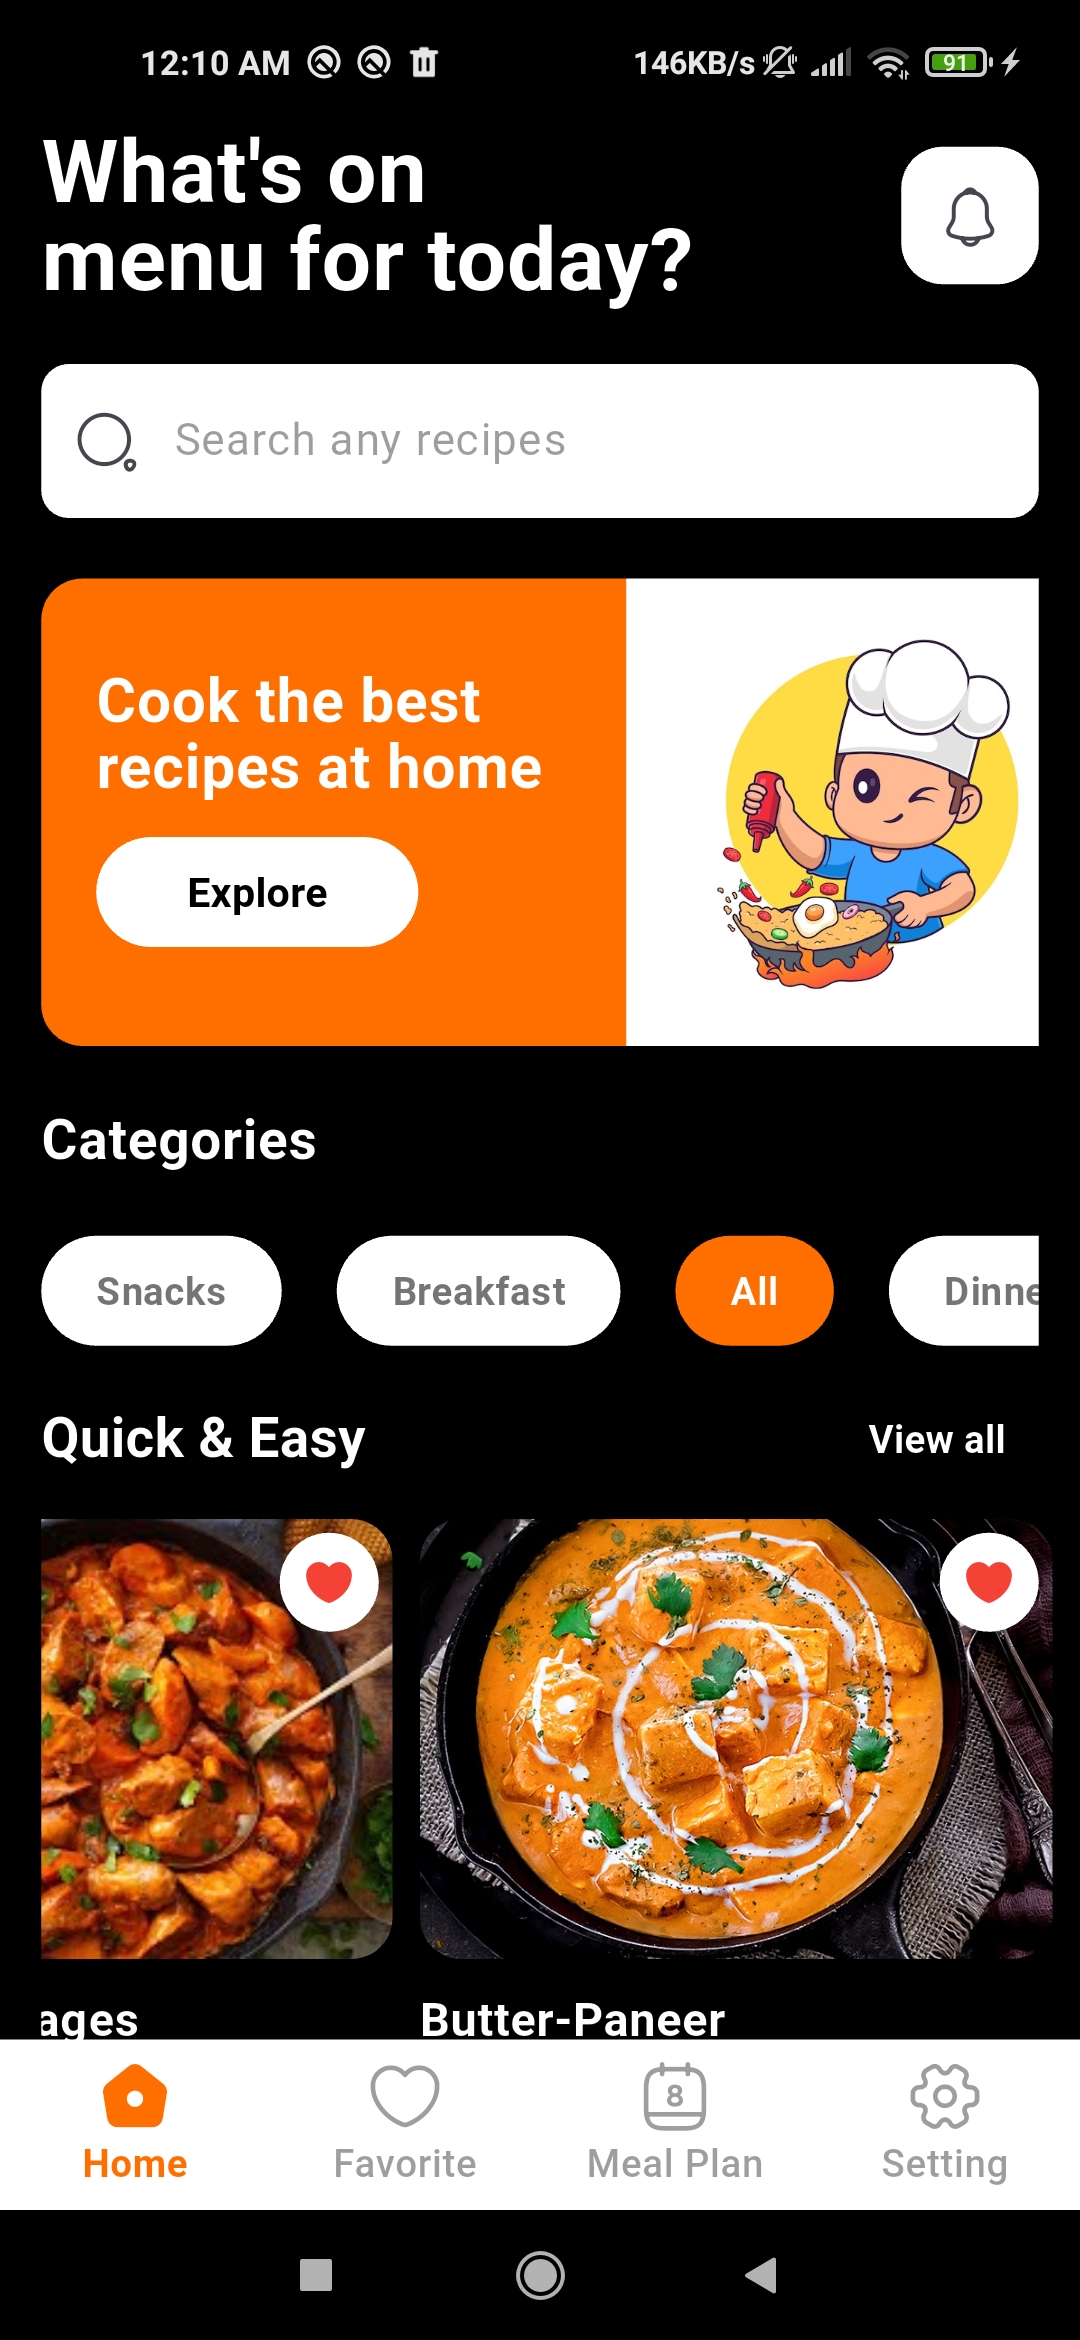 12:10 AM 146KB/s 91
What's on
menu for today?
Search any recipes
Cook the best
recipes at home
Explore
Categories
Snacks Breakfast All Dinne
Quick & Easy View all
ages Butter-Paneer
8
Home Favorite Meal Plan Setting